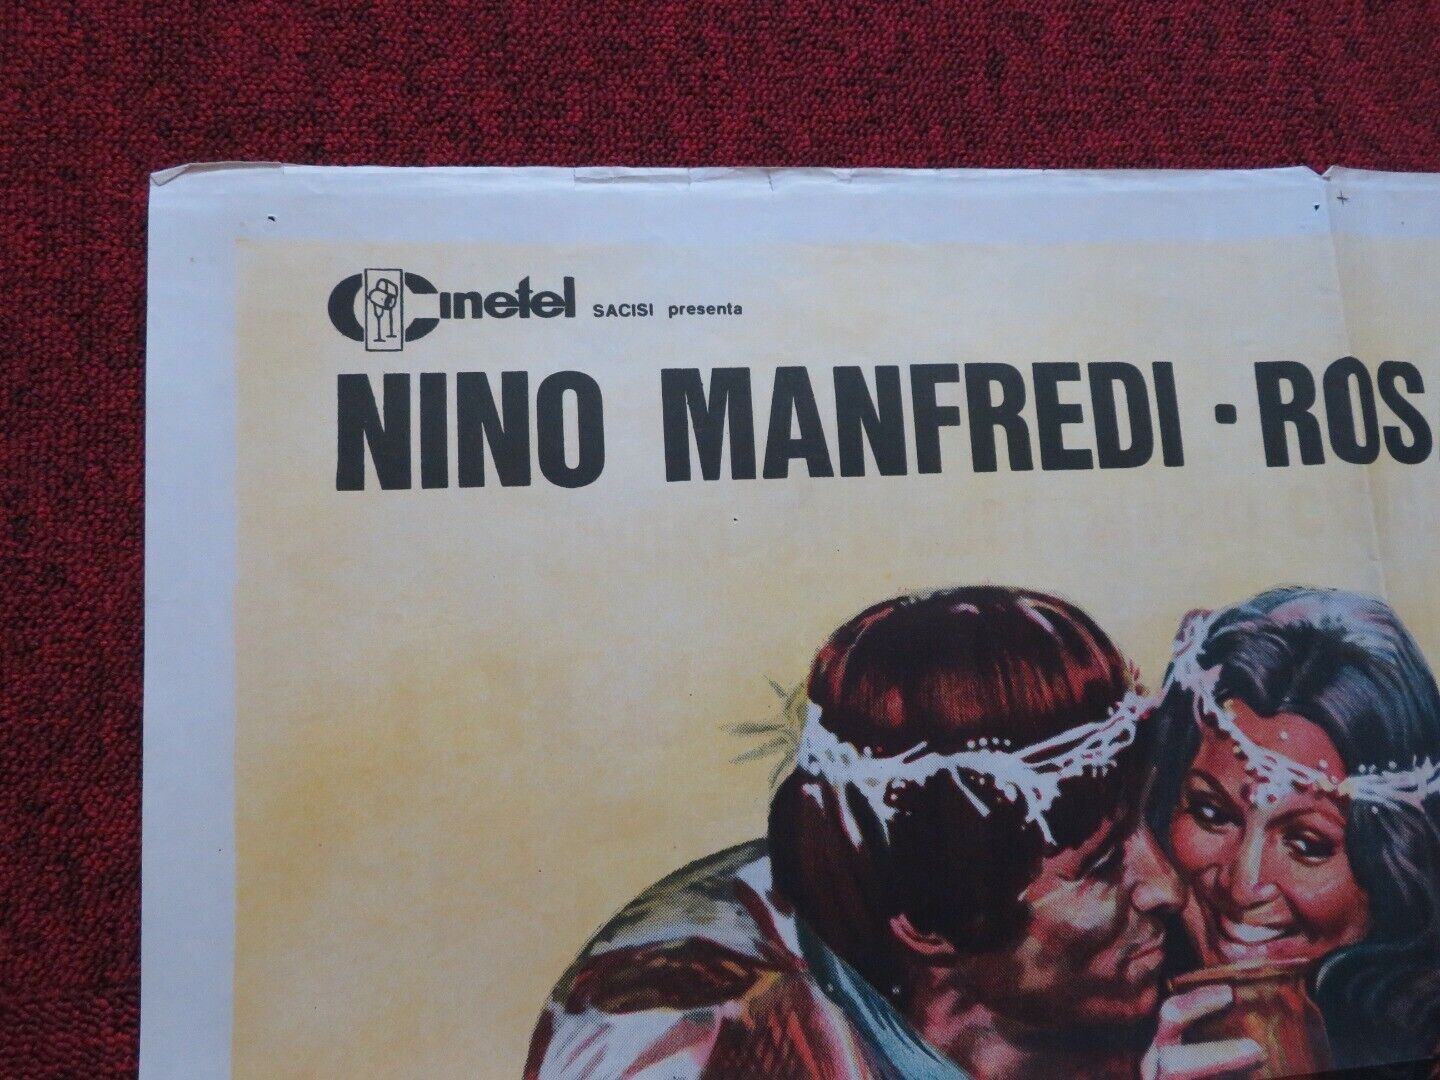 Cinetel SACISI presenta
NINO MANFREDI · ROS